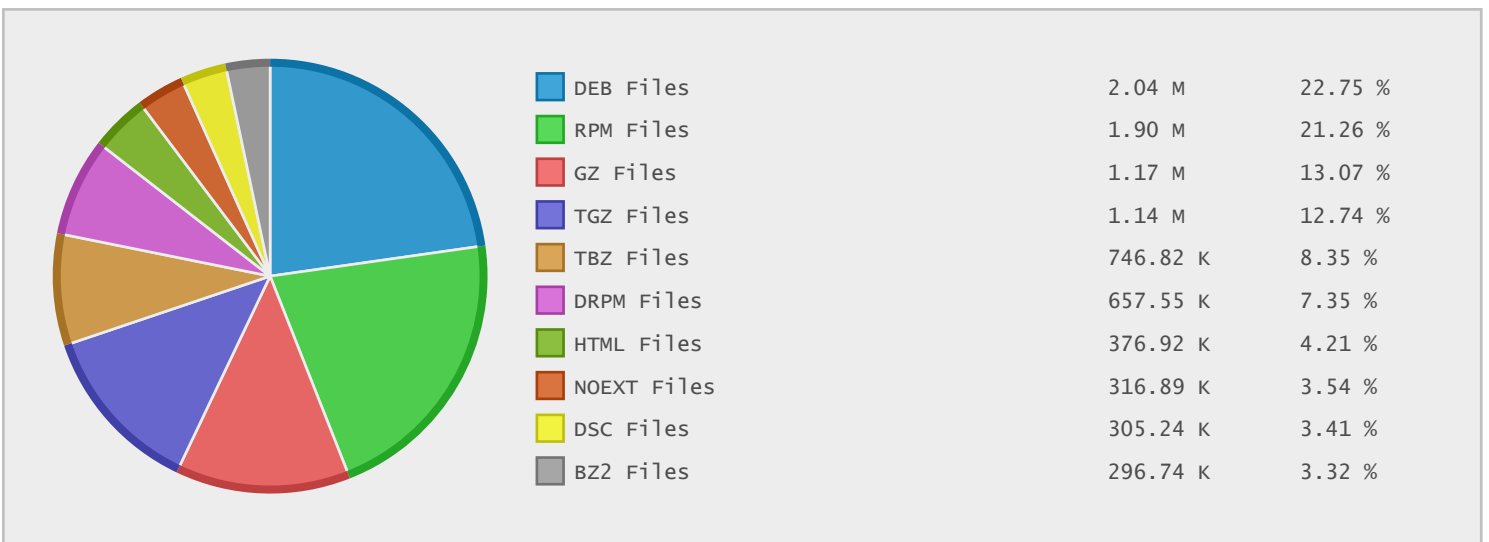 DEB Files 2.04 M 22.75 %
RPM Files 1.90 M 21.26 %
GZ Files 1.17 M 13.07 %
TGZ Files 1.14 M 12.74 %
TBZ Files 746.82 K 8.35 %
DRPM Files 657.55 K 7.35 %
HTML Files 376.92 K 4.21 %
NOEXT Files 316.89 K 3.54 %
DSC Files 305.24 K 3.41 %
BZ2 Files 296.74 K 3.32 %